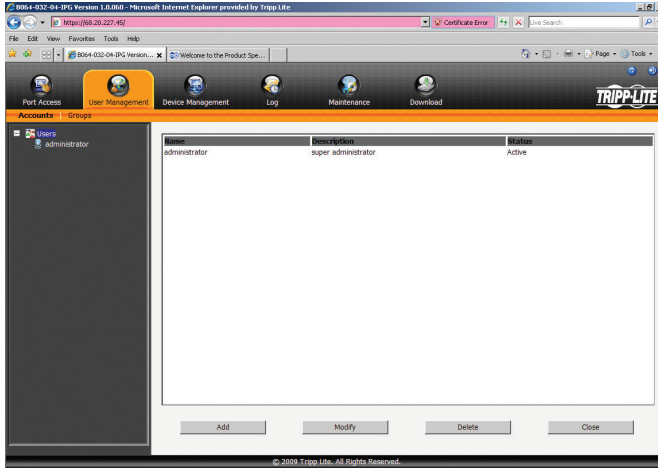 B064-032-04-IPG Version 1.0.060 - Microsoft Internet Explorer provided by Tripp Lite
https://68.20.227.45/
Certificate Error
Live Search
File Edit View Favorites Tools Help
B064-032-04-IPG Version...
Welcome to the Product Spe...
Page
Tools
Port Access
User Management
Device Management
Log
Maintenance
Download
TRIPP·LITE
Accounts | Groups
Users
administrator
Name Description Status
administrator super administrator Active
Add
Modify
Delete
Close
© 2009 Tripp Lite. All Rights Reserved.